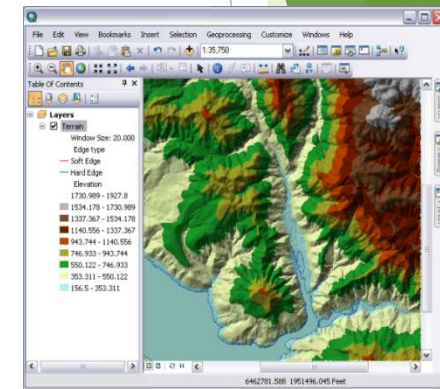 File Edit View Bookmarks Insert Selection Geoprocessing Customize Windows Help
1:35,750
Table Of Contents
Layers
Terrain
Window Size: 20.000
Edge type
Soft Edge
Hard Edge
Elevation
1730.989 - 1927.8
1534.178 - 1730.989
1337.367 - 1534.178
1140.556 - 1337.367
943.744 - 1140.556
746.933 - 943.744
550.122 - 746.933
353.311 - 550.122
156.5 - 353.311
6462781.588 1951496.045 Feet